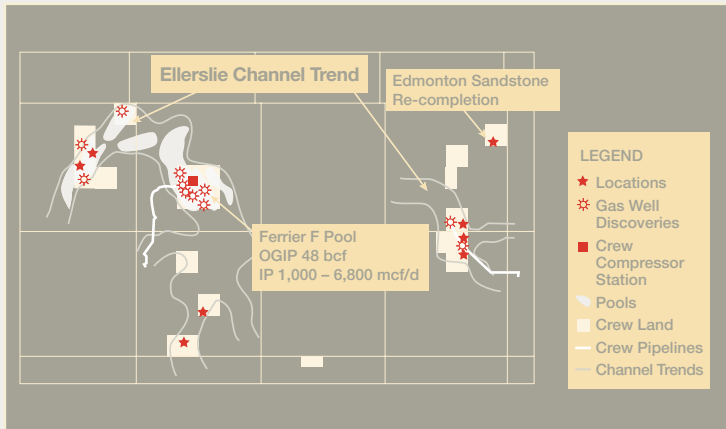 Ellerslie Channel Trend
Edmonton Sandstone
Re-completion
Ferrier F Pool
OGIP 48 bcf
IP 1,000 – 6,800 mcf/d
LEGEND
Locations
Gas Well
Discoveries
Crew
Compressor
Station
Pools
Crew Land
Crew Pipelines
Channel Trends